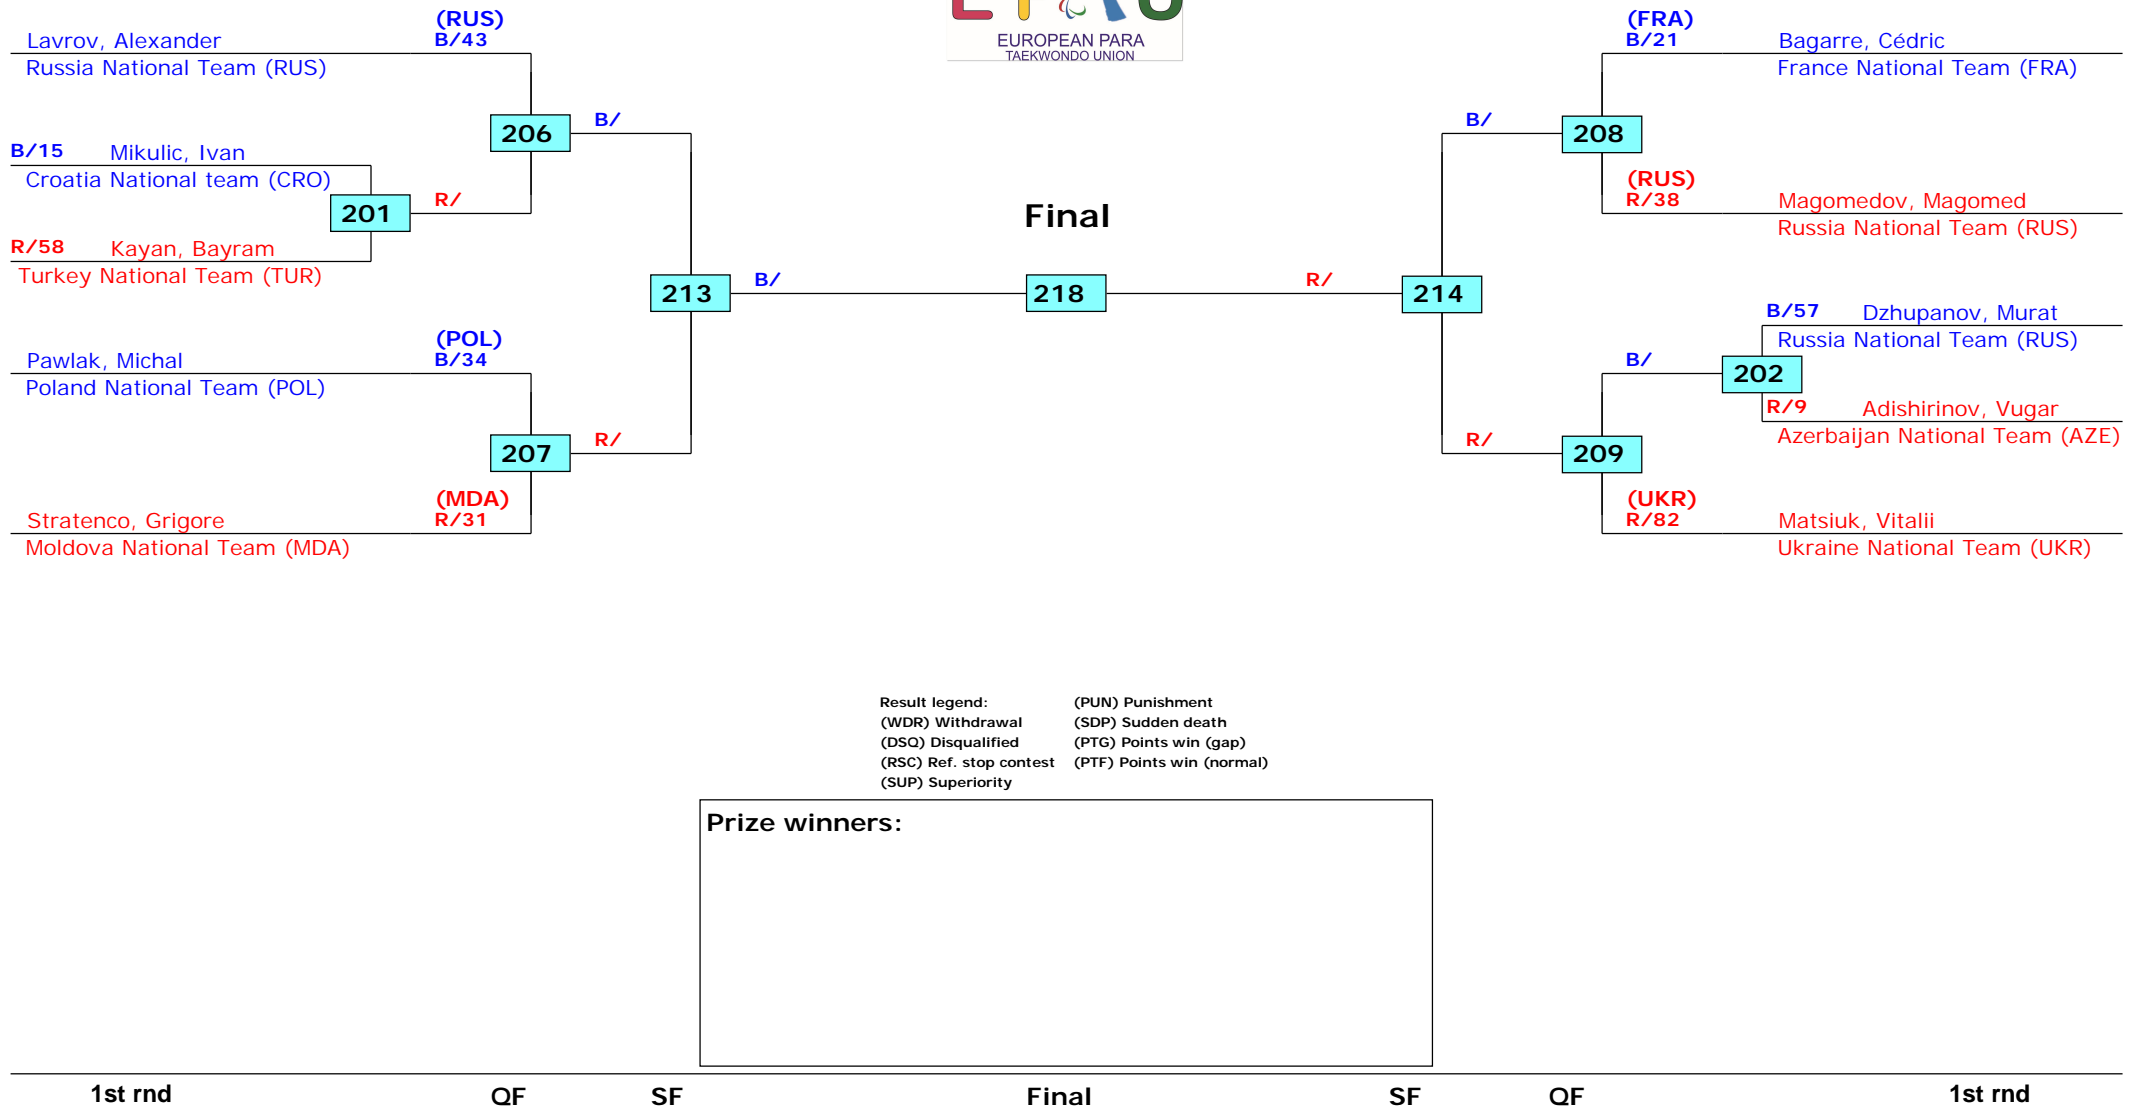 ETPU
EUROPEAN PARA
TAEKWONDO UNION
(RUS)
Lavrov, Alexander B/43
Russia National Team (RUS)
206
B/
B/15 Mikulic, Ivan
Croatia National team (CRO)
201
R/
R/58 Kayan, Bayram
Turkey National Team (TUR)
213
B/
(POL)
Pawlak, Michal B/34
Poland National Team (POL)
R/
207
(MDA)
Stratenco, Grigore R/31
Moldova National Team (MDA)
Final
218
(FRA)
B/21 Bagarre, Cédric
France National Team (FRA)
B/
208
(RUS)
R/38 Magomedov, Magomed
Russia National Team (RUS)
R/
214
B/57 Dzhupanov, Murat
Russia National Team (RUS)
B/
202
R/9 Adishirinov, Vugar
Azerbaijan National Team (AZE)
R/
209
(UKR)
R/82 Matsiuk, Vitalii
Ukraine National Team (UKR)
Result legend: (PUN) Punishment
(WDR) Withdrawal (SDP) Sudden death
(DSQ) Disqualified (PTG) Points win (gap)
(RSC) Ref. stop contest (PTF) Points win (normal)
(SUP) Superiority
Prize winners:
1st rnd QF SF Final SF QF 1st rnd